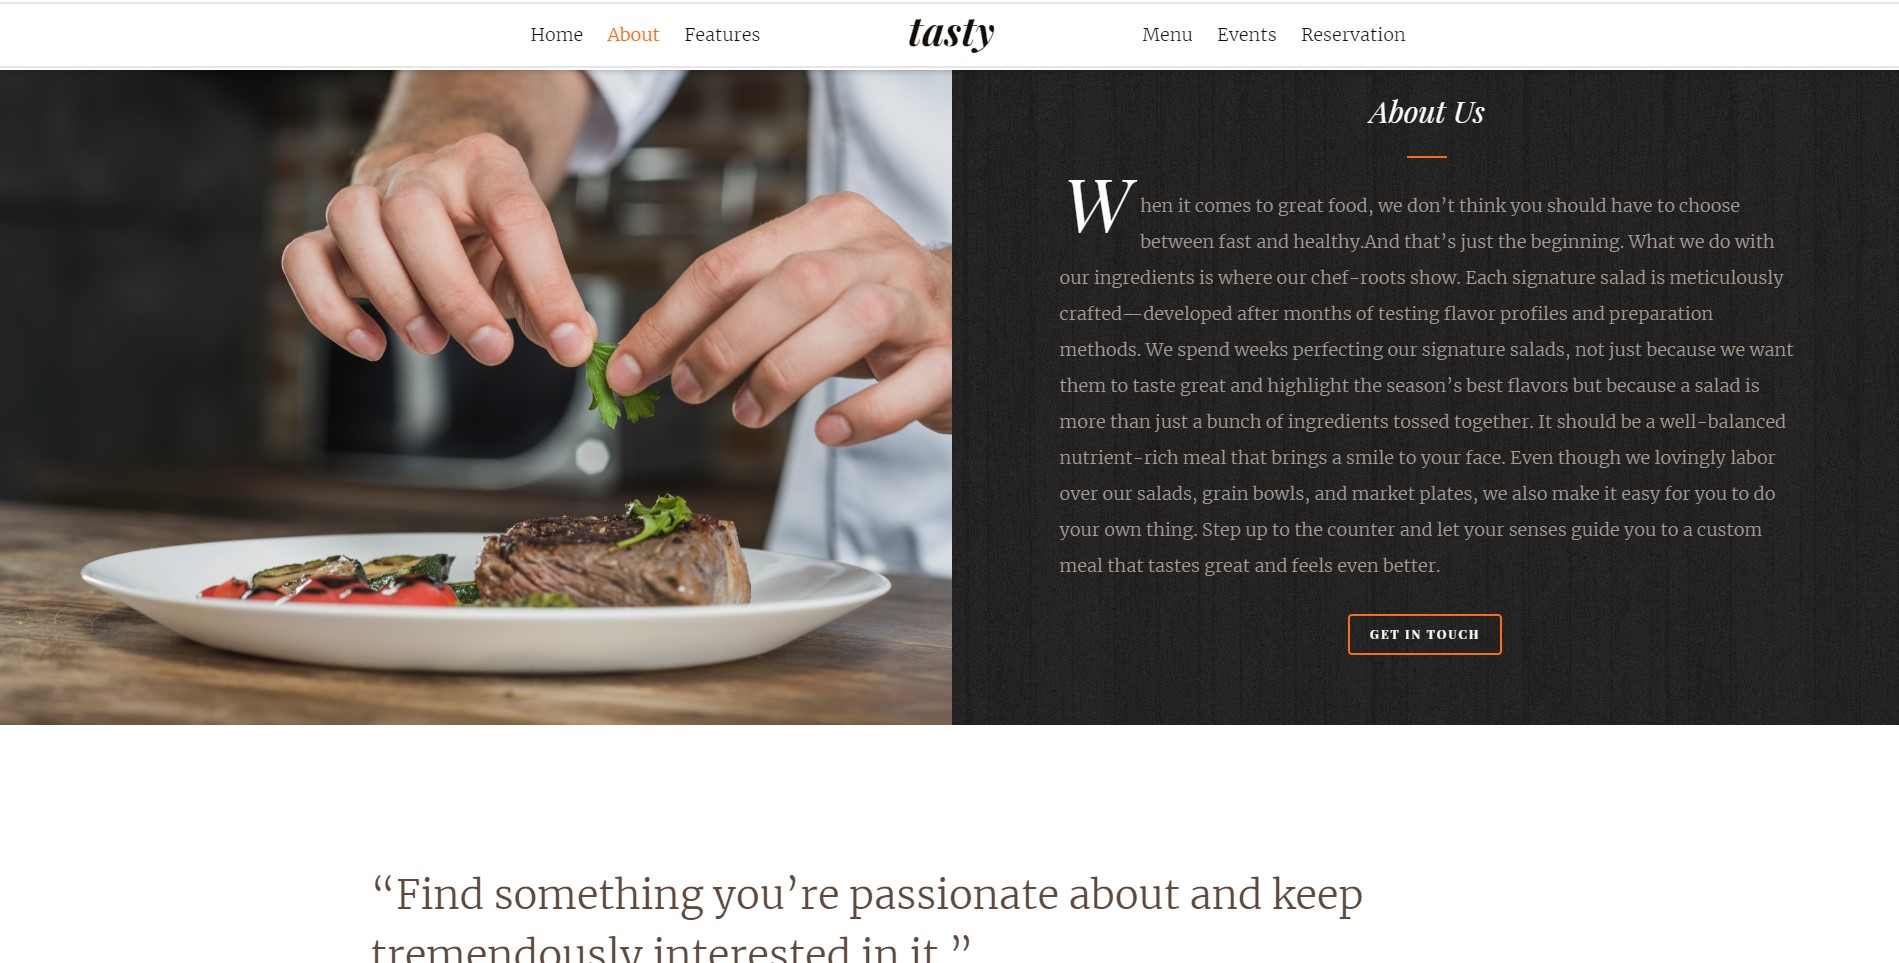 Home About Features tasty Menu Events Reservation
About Us
When it comes to great food, we don’t think you should have to choose
between fast and healthy.And that’s just the beginning. What we do with
our ingredients is where our chef-roots show. Each signature salad is meticulously
crafted—developed after months of testing flavor profiles and preparation
methods. We spend weeks perfecting our signature salads, not just because we want
them to taste great and highlight the season’s best flavors but because a salad is
more than just a bunch of ingredients tossed together. It should be a well-balanced
nutrient-rich meal that brings a smile to your face. Even though we lovingly labor
over our salads, grain bowls, and market plates, we also make it easy for you to do
your own thing. Step up to the counter and let your senses guide you to a custom
meal that tastes great and feels even better.
GET IN TOUCH
“Find something you’re passionate about and keep
tremendously interested in it.”